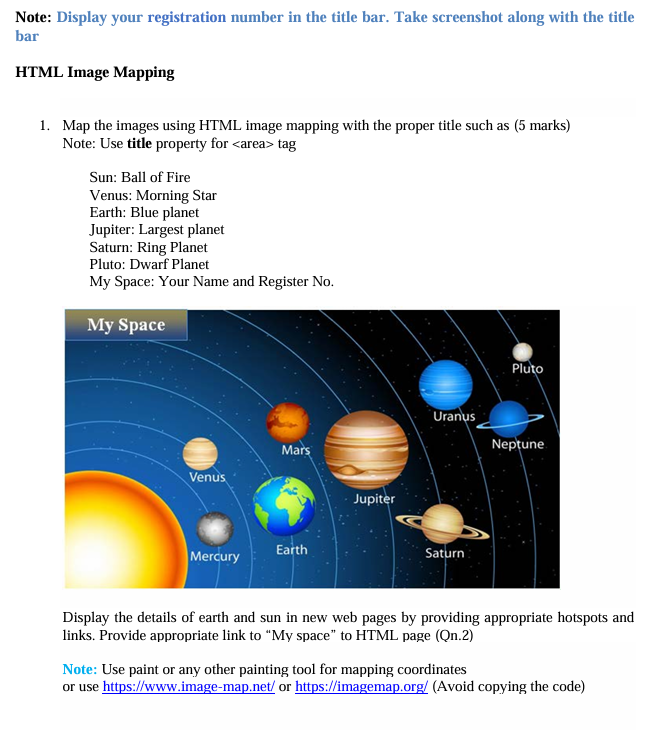 Note: Display your registration number in the title bar. Take screenshot along with the title
bar
HTML Image Mapping
1. Map the images using HTML image mapping with the proper title such as (5 marks)
Note: Use title property for <area> tag
Sun: Ball of Fire
Venus: Morning Star
Earth: Blue planet
Jupiter: Largest planet
Saturn: Ring Planet
Pluto: Dwarf Planet
My Space: Your Name and Register No.
My Space
Pluto
Uranus
Neptune
Mars
Venus
Jupiter
Mercury
Earth
Saturn
Display the details of earth and sun in new web pages by providing appropriate hotspots and
links. Provide appropriate link to “My space” to HTML page (Qn.2)
Note: Use paint or any other painting tool for mapping coordinates
or use https://www.image-map.net/ or https://imagemap.org/ (Avoid copying the code)